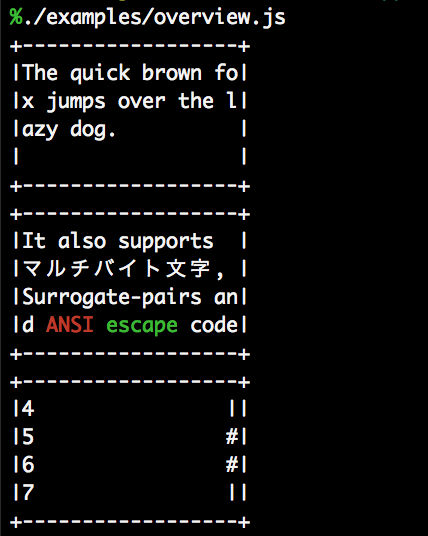 %./examples/overview.js
+------------------+
|The quick brown fo|
|x jumps over the l|
|azy dog.          |
|                  |
+------------------+
+------------------+
|It also supports  |
|マルチバイト文字, |
|Surrogate-pairs an|
|d ANSI escape code|
+------------------+
+------------------+
|4                ||
|5                #|
|6                #|
|7                ||
+------------------+